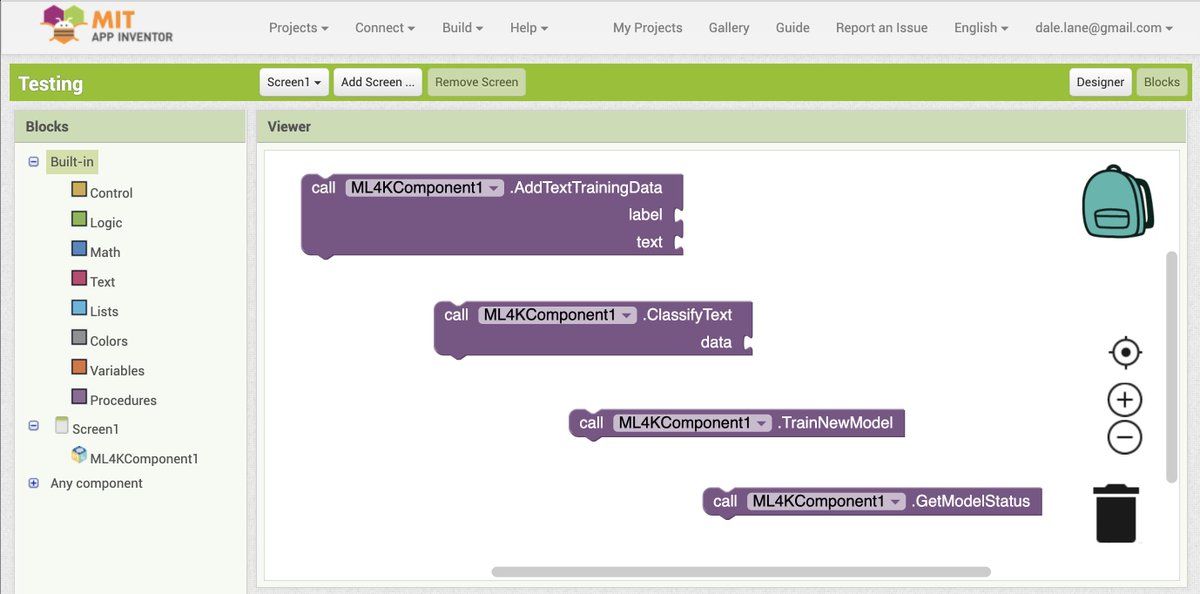 MIT
APP INVENTOR
Projects Connect Build Help My Projects Gallery Guide Report an Issue English dale.lane@gmail.com
Testing Screen1 Add Screen ... Remove Screen Designer Blocks
Blocks
Built-in
Control
Logic
Math
Text
Lists
Colors
Variables
Procedures
Screen1
ML4KComponent1
Any component
Viewer
call ML4KComponent1 .AddTextTrainingData
label
text
call ML4KComponent1 .ClassifyText
data
call ML4KComponent1 .TrainNewModel
call ML4KComponent1 .GetModelStatus